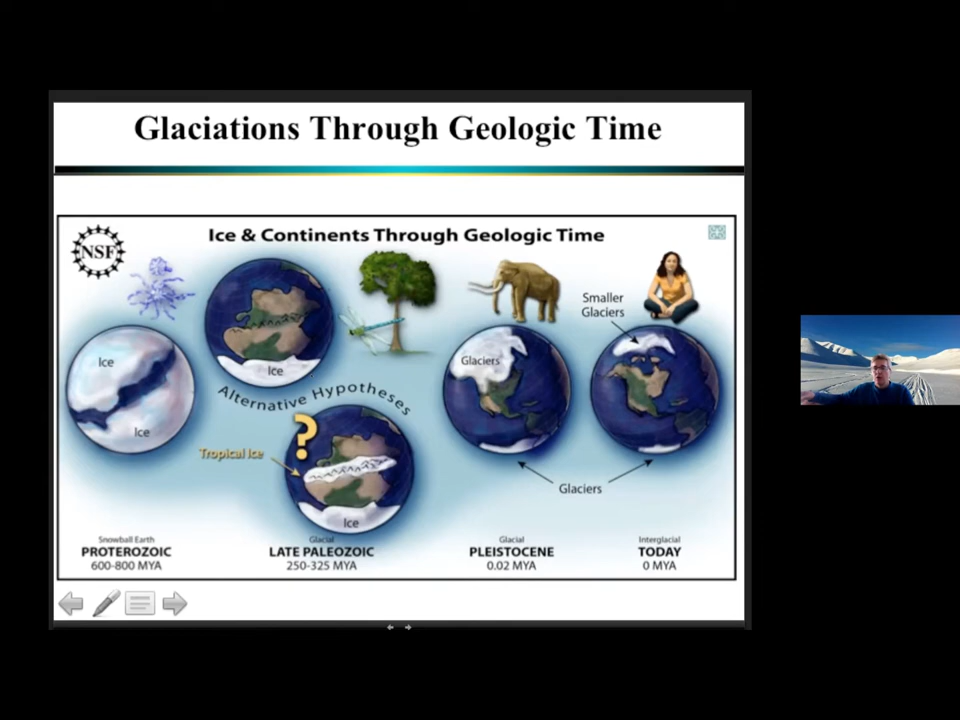 Glaciations Through Geologic Time
NSF
Ice & Continents Through Geologic Time
Smaller
Glaciers
Ice
Ice
Ice
Alternative Hypotheses
?
Tropical Ice
Ice
Glaciers
Glaciers
Snowball Earth
PROTEROZOIC
600-800 MYA
Glacial
LATE PALEOZOIC
250-325 MYA
Glacial
PLEISTOCENE
0.02 MYA
Interglacial
TODAY
0 MYA